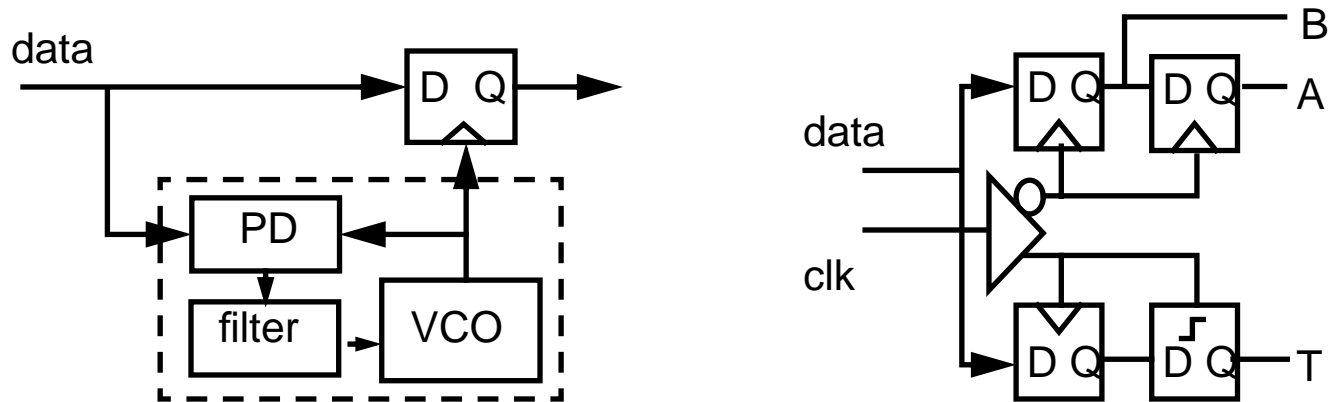 data
D Q
PD
filter
VCO
B
D Q
D Q
A
data
clk
D Q
D Q
T